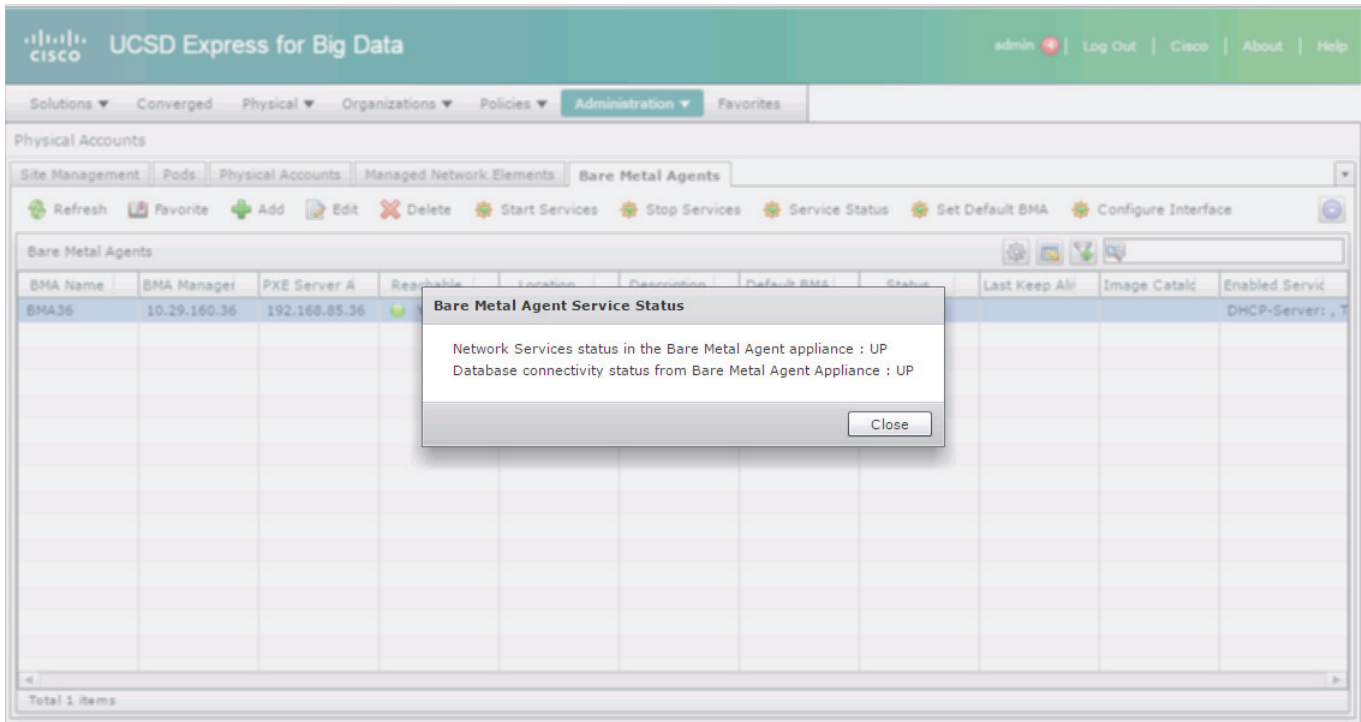 CISCO UCSD Express for Big Data admin | Log Out | Cisco | About | Help
Solutions Converged Physical Organizations Policies Administration Favorites
Physical Accounts
Site Management Pods Physical Accounts Managed Network Elements Bare Metal Agents
Refresh Favorite Add Edit Delete Start Services Stop Services Service Status Set Default BMA Configure Interface
Bare Metal Agents
BMA Name BMA Manager PXE Server A Reachable Location Description Default BMA Status Last Keep Ali Image Catalo Enabled Servic
BMA36 10.29.160.36 192.168.85.36 DHCP-Server: , T
Bare Metal Agent Service Status
Network Services status in the Bare Metal Agent appliance : UP
Database connectivity status from Bare Metal Agent Appliance : UP
Close
Total 1 items